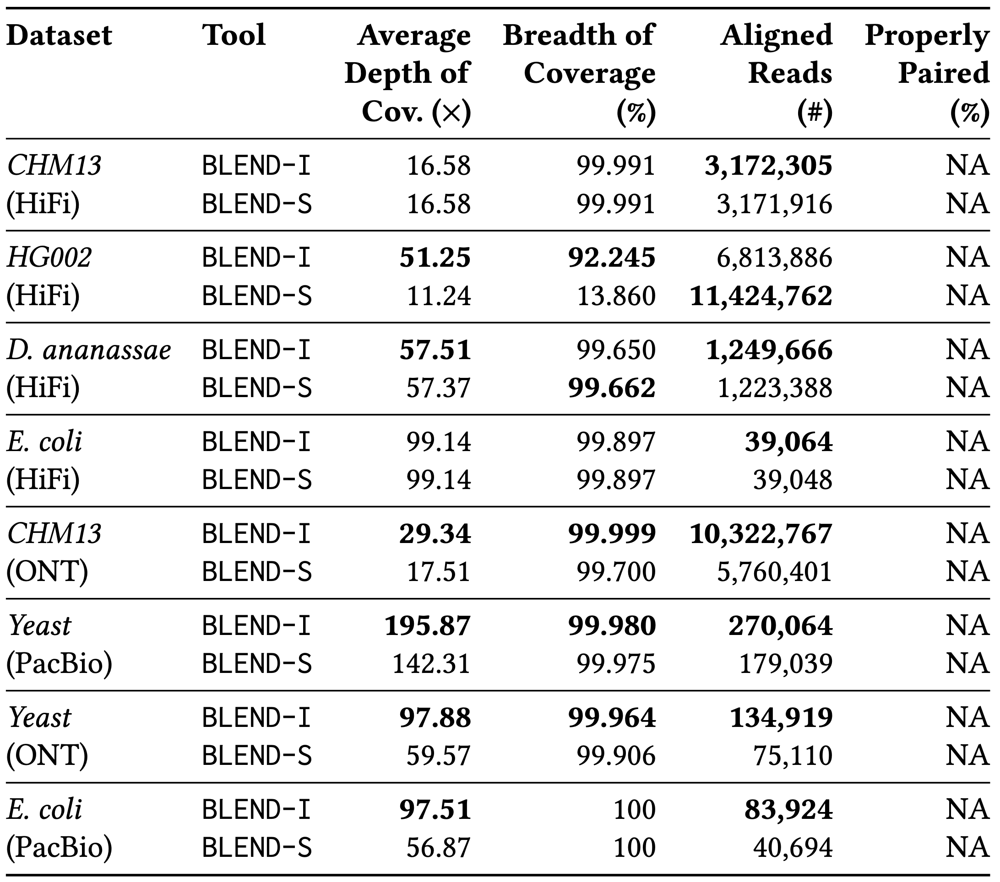 Dataset Tool Average Breadth of Aligned Properly
Depth of Coverage Reads Paired
Cov. (×) (%) (#) (%)
CHM13 BLEND-I 16.58 99.991 3,172,305 NA
(HiFi) BLEND-S 16.58 99.991 3,171,916 NA
HG002 BLEND-I 51.25 92.245 6,813,886 NA
(HiFi) BLEND-S 11.24 13.860 11,424,762 NA
D. ananassae BLEND-I 57.51 99.650 1,249,666 NA
(HiFi) BLEND-S 57.37 99.662 1,223,388 NA
E. coli BLEND-I 99.14 99.897 39,064 NA
(HiFi) BLEND-S 99.14 99.897 39,048 NA
CHM13 BLEND-I 29.34 99.999 10,322,767 NA
(ONT) BLEND-S 17.51 99.700 5,760,401 NA
Yeast BLEND-I 195.87 99.980 270,064 NA
(PacBio) BLEND-S 142.31 99.975 179,039 NA
Yeast BLEND-I 97.88 99.964 134,919 NA
(ONT) BLEND-S 59.57 99.906 75,110 NA
E. coli BLEND-I 97.51 100 83,924 NA
(PacBio) BLEND-S 56.87 100 40,694 NA